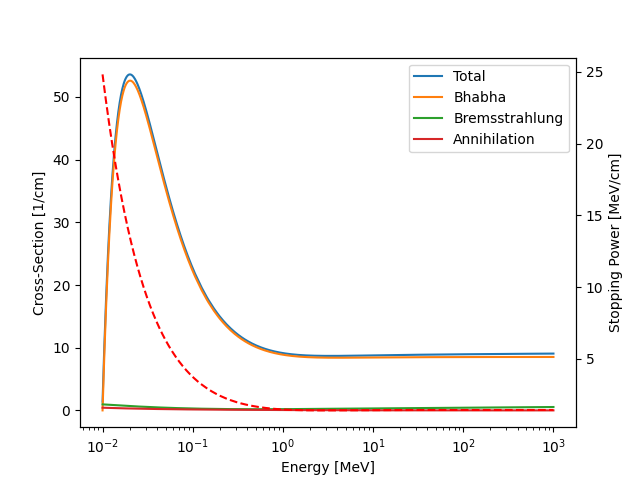 Total
Bhabha
Bremsstrahlung
Annihilation
Cross-Section [1/cm]
50
40
30
20
10
0
25
20
15
10
5
Stopping Power [MeV/cm]
10⁻² 10⁻¹ 10⁰ 10¹ 10² 10³
Energy [MeV]